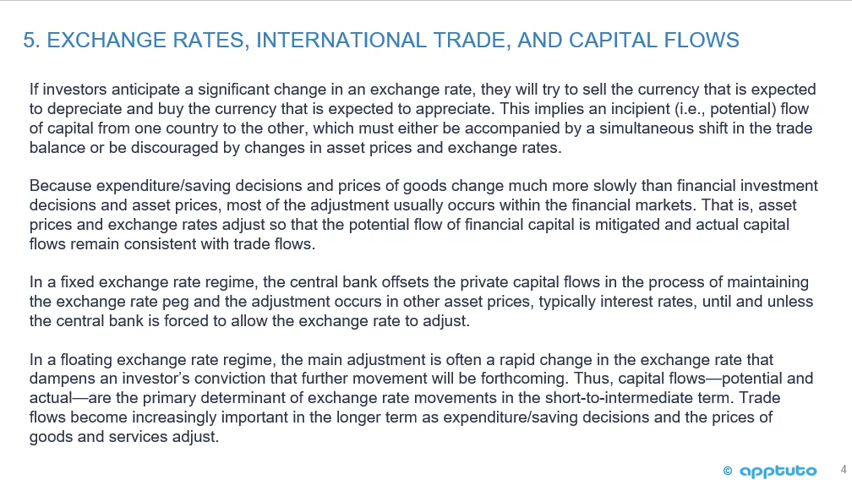 5. EXCHANGE RATES, INTERNATIONAL TRADE, AND CAPITAL FLOWS
If investors anticipate a significant change in an exchange rate, they will try to sell the currency that is expected
to depreciate and buy the currency that is expected to appreciate. This implies an incipient (i.e., potential) flow
of capital from one country to the other, which must either be accompanied by a simultaneous shift in the trade
balance or be discouraged by changes in asset prices and exchange rates.
Because expenditure/saving decisions and prices of goods change much more slowly than financial investment
decisions and asset prices, most of the adjustment usually occurs within the financial markets. That is, asset
prices and exchange rates adjust so that the potential flow of financial capital is mitigated and actual capital
flows remain consistent with trade flows.
In a fixed exchange rate regime, the central bank offsets the private capital flows in the process of maintaining
the exchange rate peg and the adjustment occurs in other asset prices, typically interest rates, until and unless
the central bank is forced to allow the exchange rate to adjust.
In a floating exchange rate regime, the main adjustment is often a rapid change in the exchange rate that
dampens an investor’s conviction that further movement will be forthcoming. Thus, capital flows—potential and
actual—are the primary determinant of exchange rate movements in the short-to-intermediate term. Trade
flows become increasingly important in the longer term as expenditure/saving decisions and the prices of
goods and services adjust.
© apptuto 4